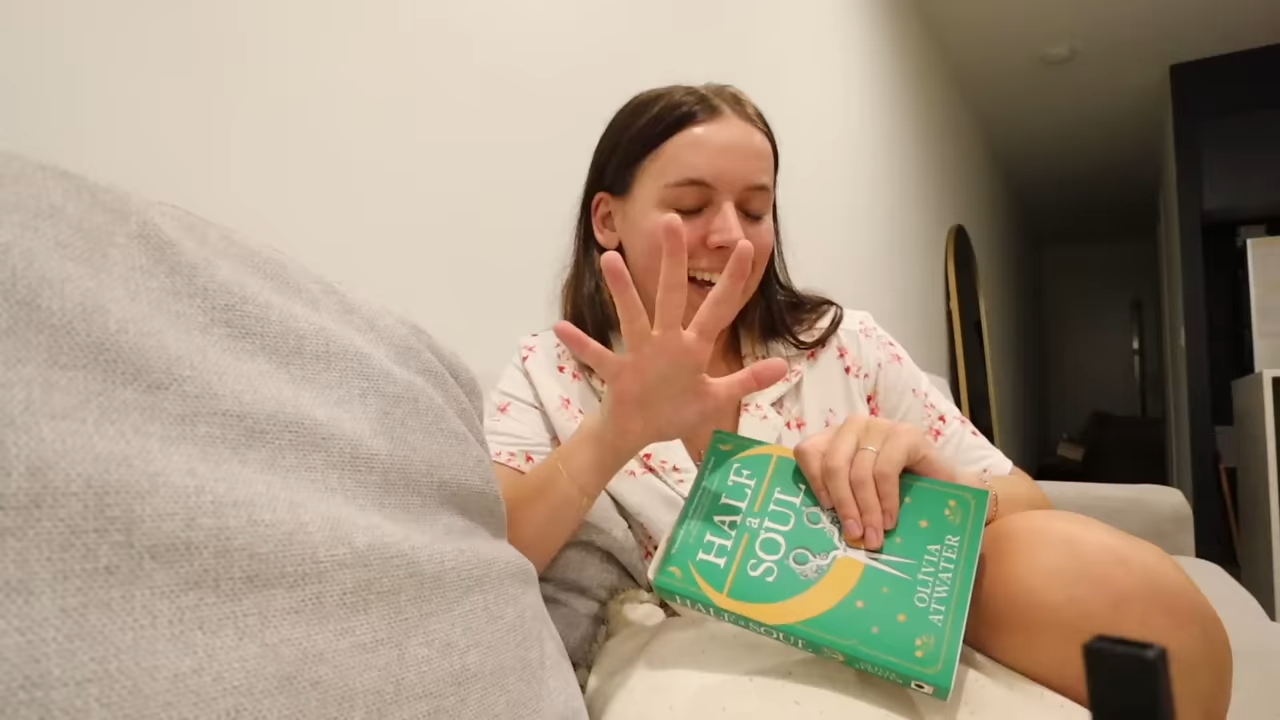 HALF
a
SOUL
OLIVIA
ATWATER
HALF a SOUL